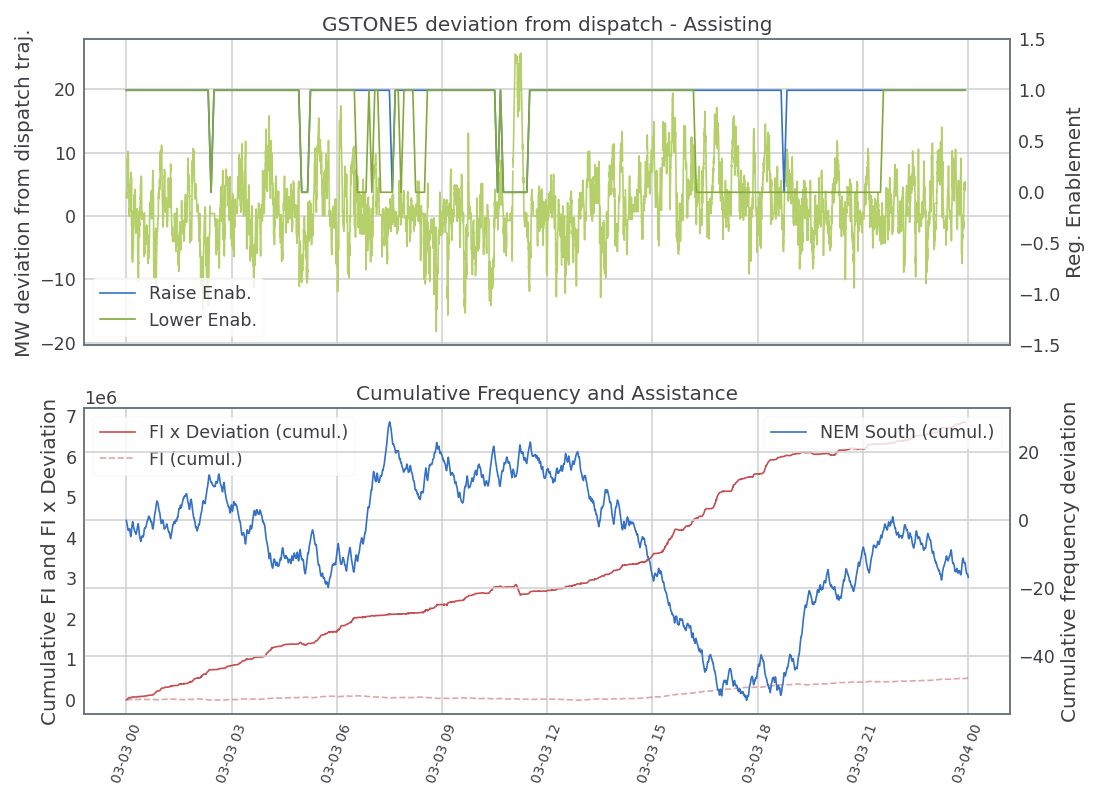 GSTONE5 deviation from dispatch - Assisting
MW deviation from dispatch traj.
20
10
0
−10
−20
1.5
1.0
0.5
0.0
−0.5
−1.0
−1.5
Reg. Enablement
Raise Enab.
Lower Enab.
Cumulative Frequency and Assistance
1e6
Cumulative FI and FI x Deviation
7
6
5
4
3
2
1
0
FI x Deviation (cumul.)
FI (cumul.)
NEM South (cumul.)
20
0
−20
−40
Cumulative frequency deviation
03-03 00
03-03 03
03-03 06
03-03 09
03-03 12
03-03 15
03-03 18
03-03 21
03-04 00